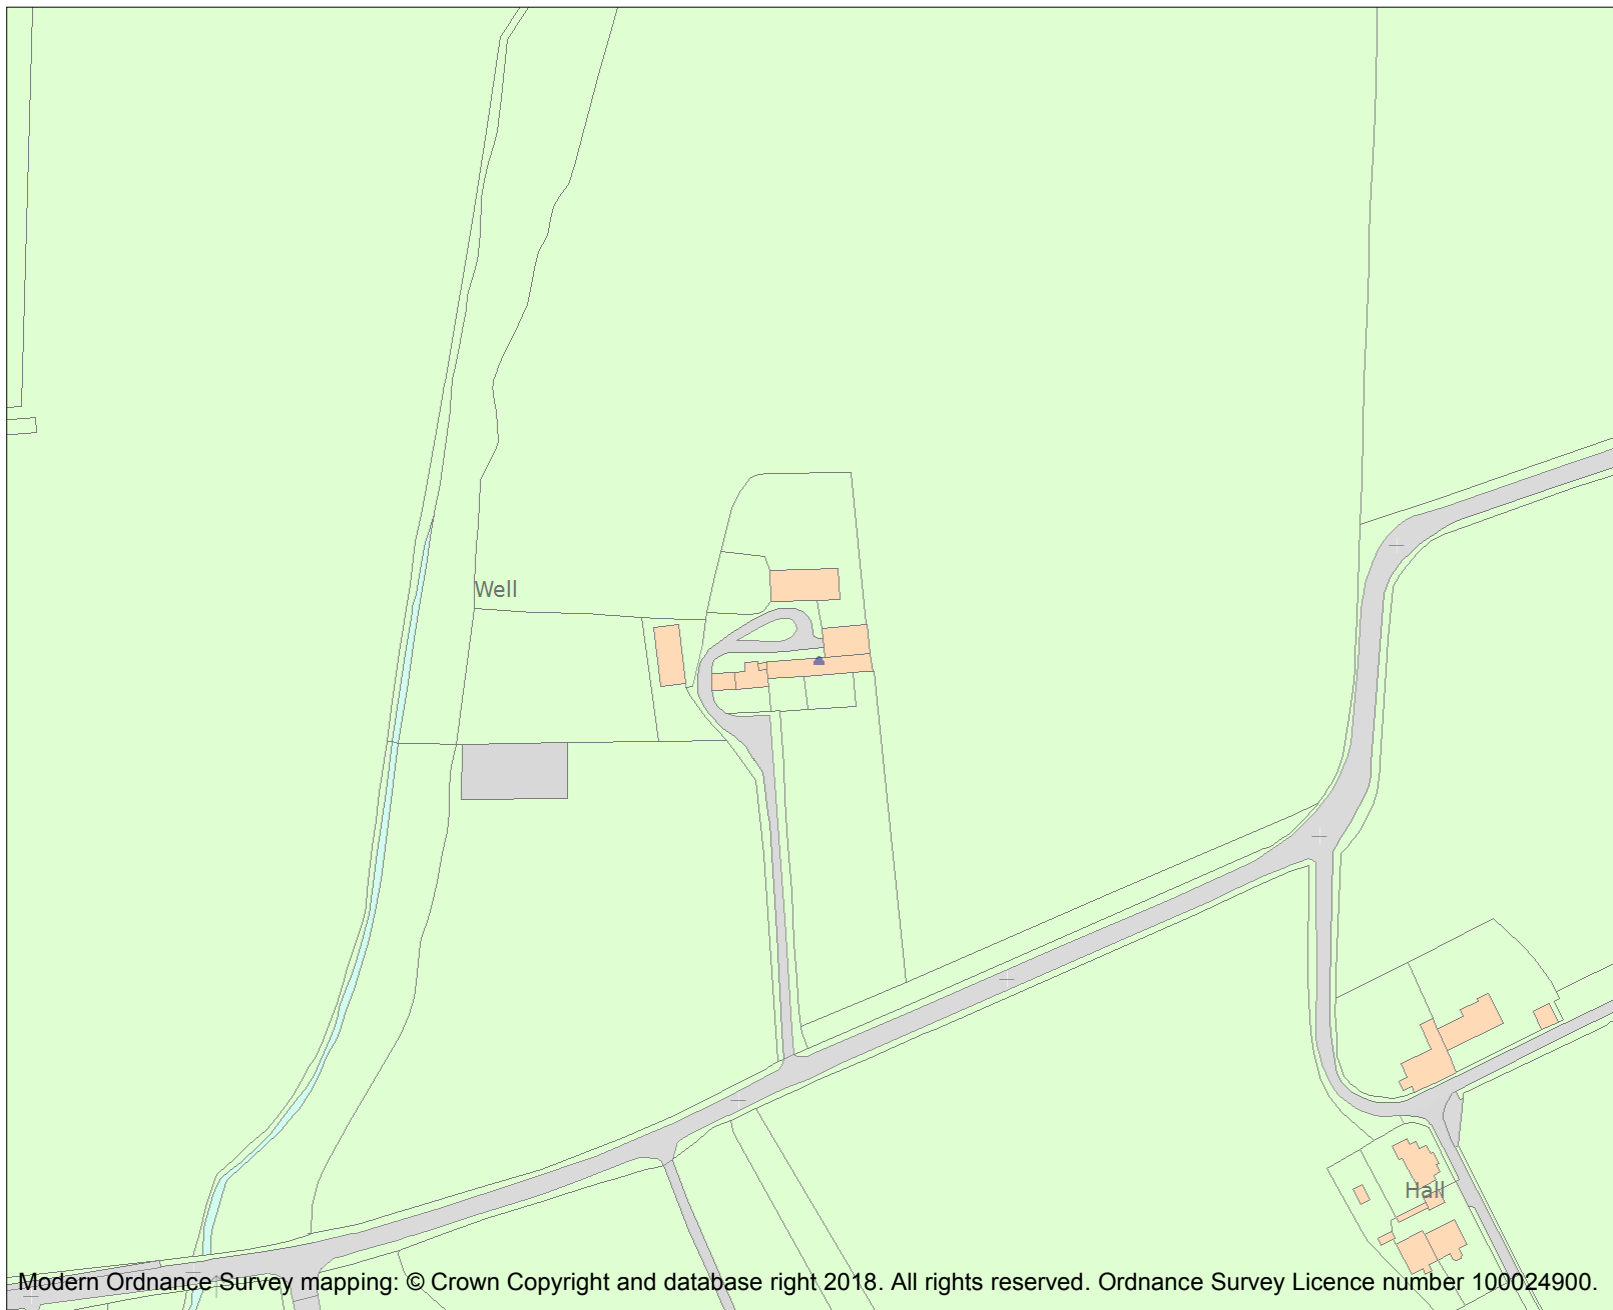 Well
Hall
Modern Ordnance Survey mapping: © Crown Copyright and database right 2018. All rights reserved. Ordnance Survey Licence number 100024900.